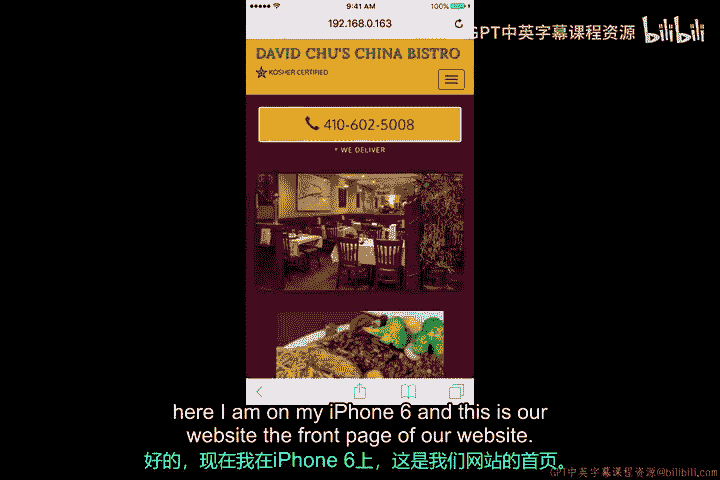 9:41 AM
100%
192.168.0.163
GPT中英字幕课程资源 bilibili
DAVID CHU'S CHINA BISTRO
KOSHER CERTIFIED
410-602-5008
* WE DELIVER
here I am on my iPhone 6 and this is our
website the front page of our website.
好的，现在我在iPhone 6上，这是我们网站的首页。
GPT中英字幕课程资源@bilibili.com